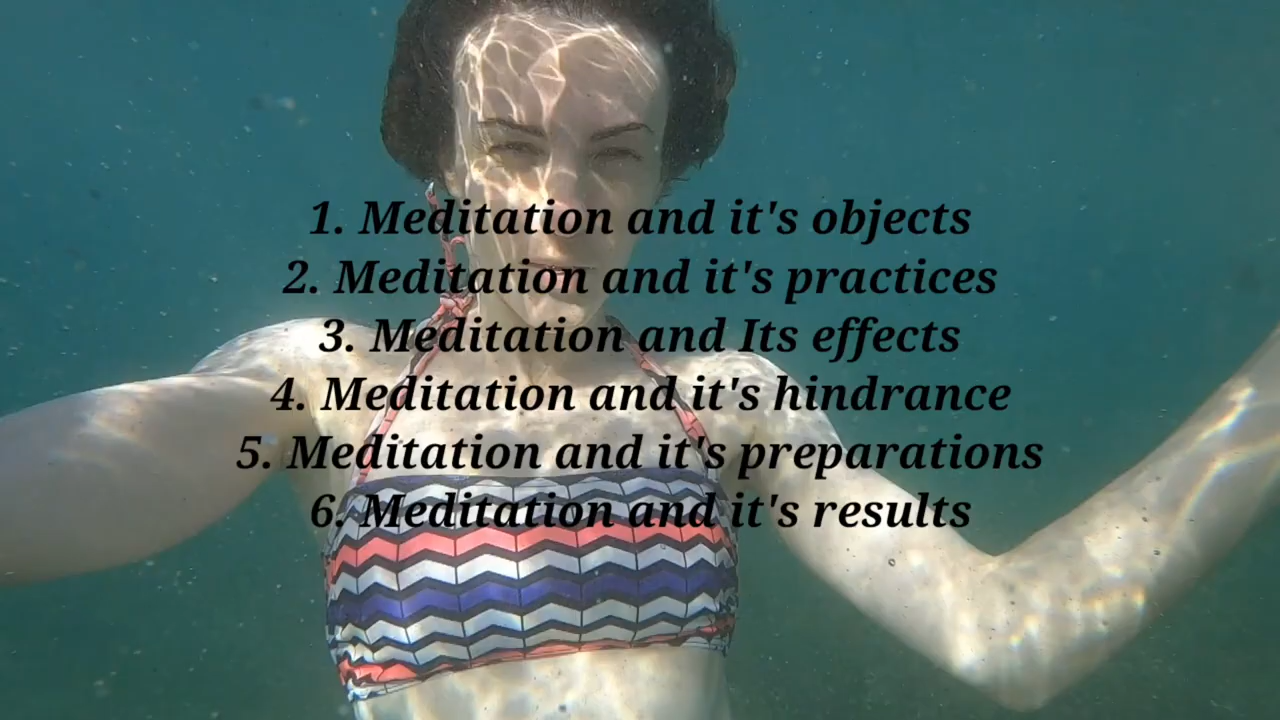 1. Meditation and it's objects
2. Meditation and it's practices
3. Meditation and Its effects
4. Meditation and it's hindrance
5. Meditation and it's preparations
6. Meditation and it's results